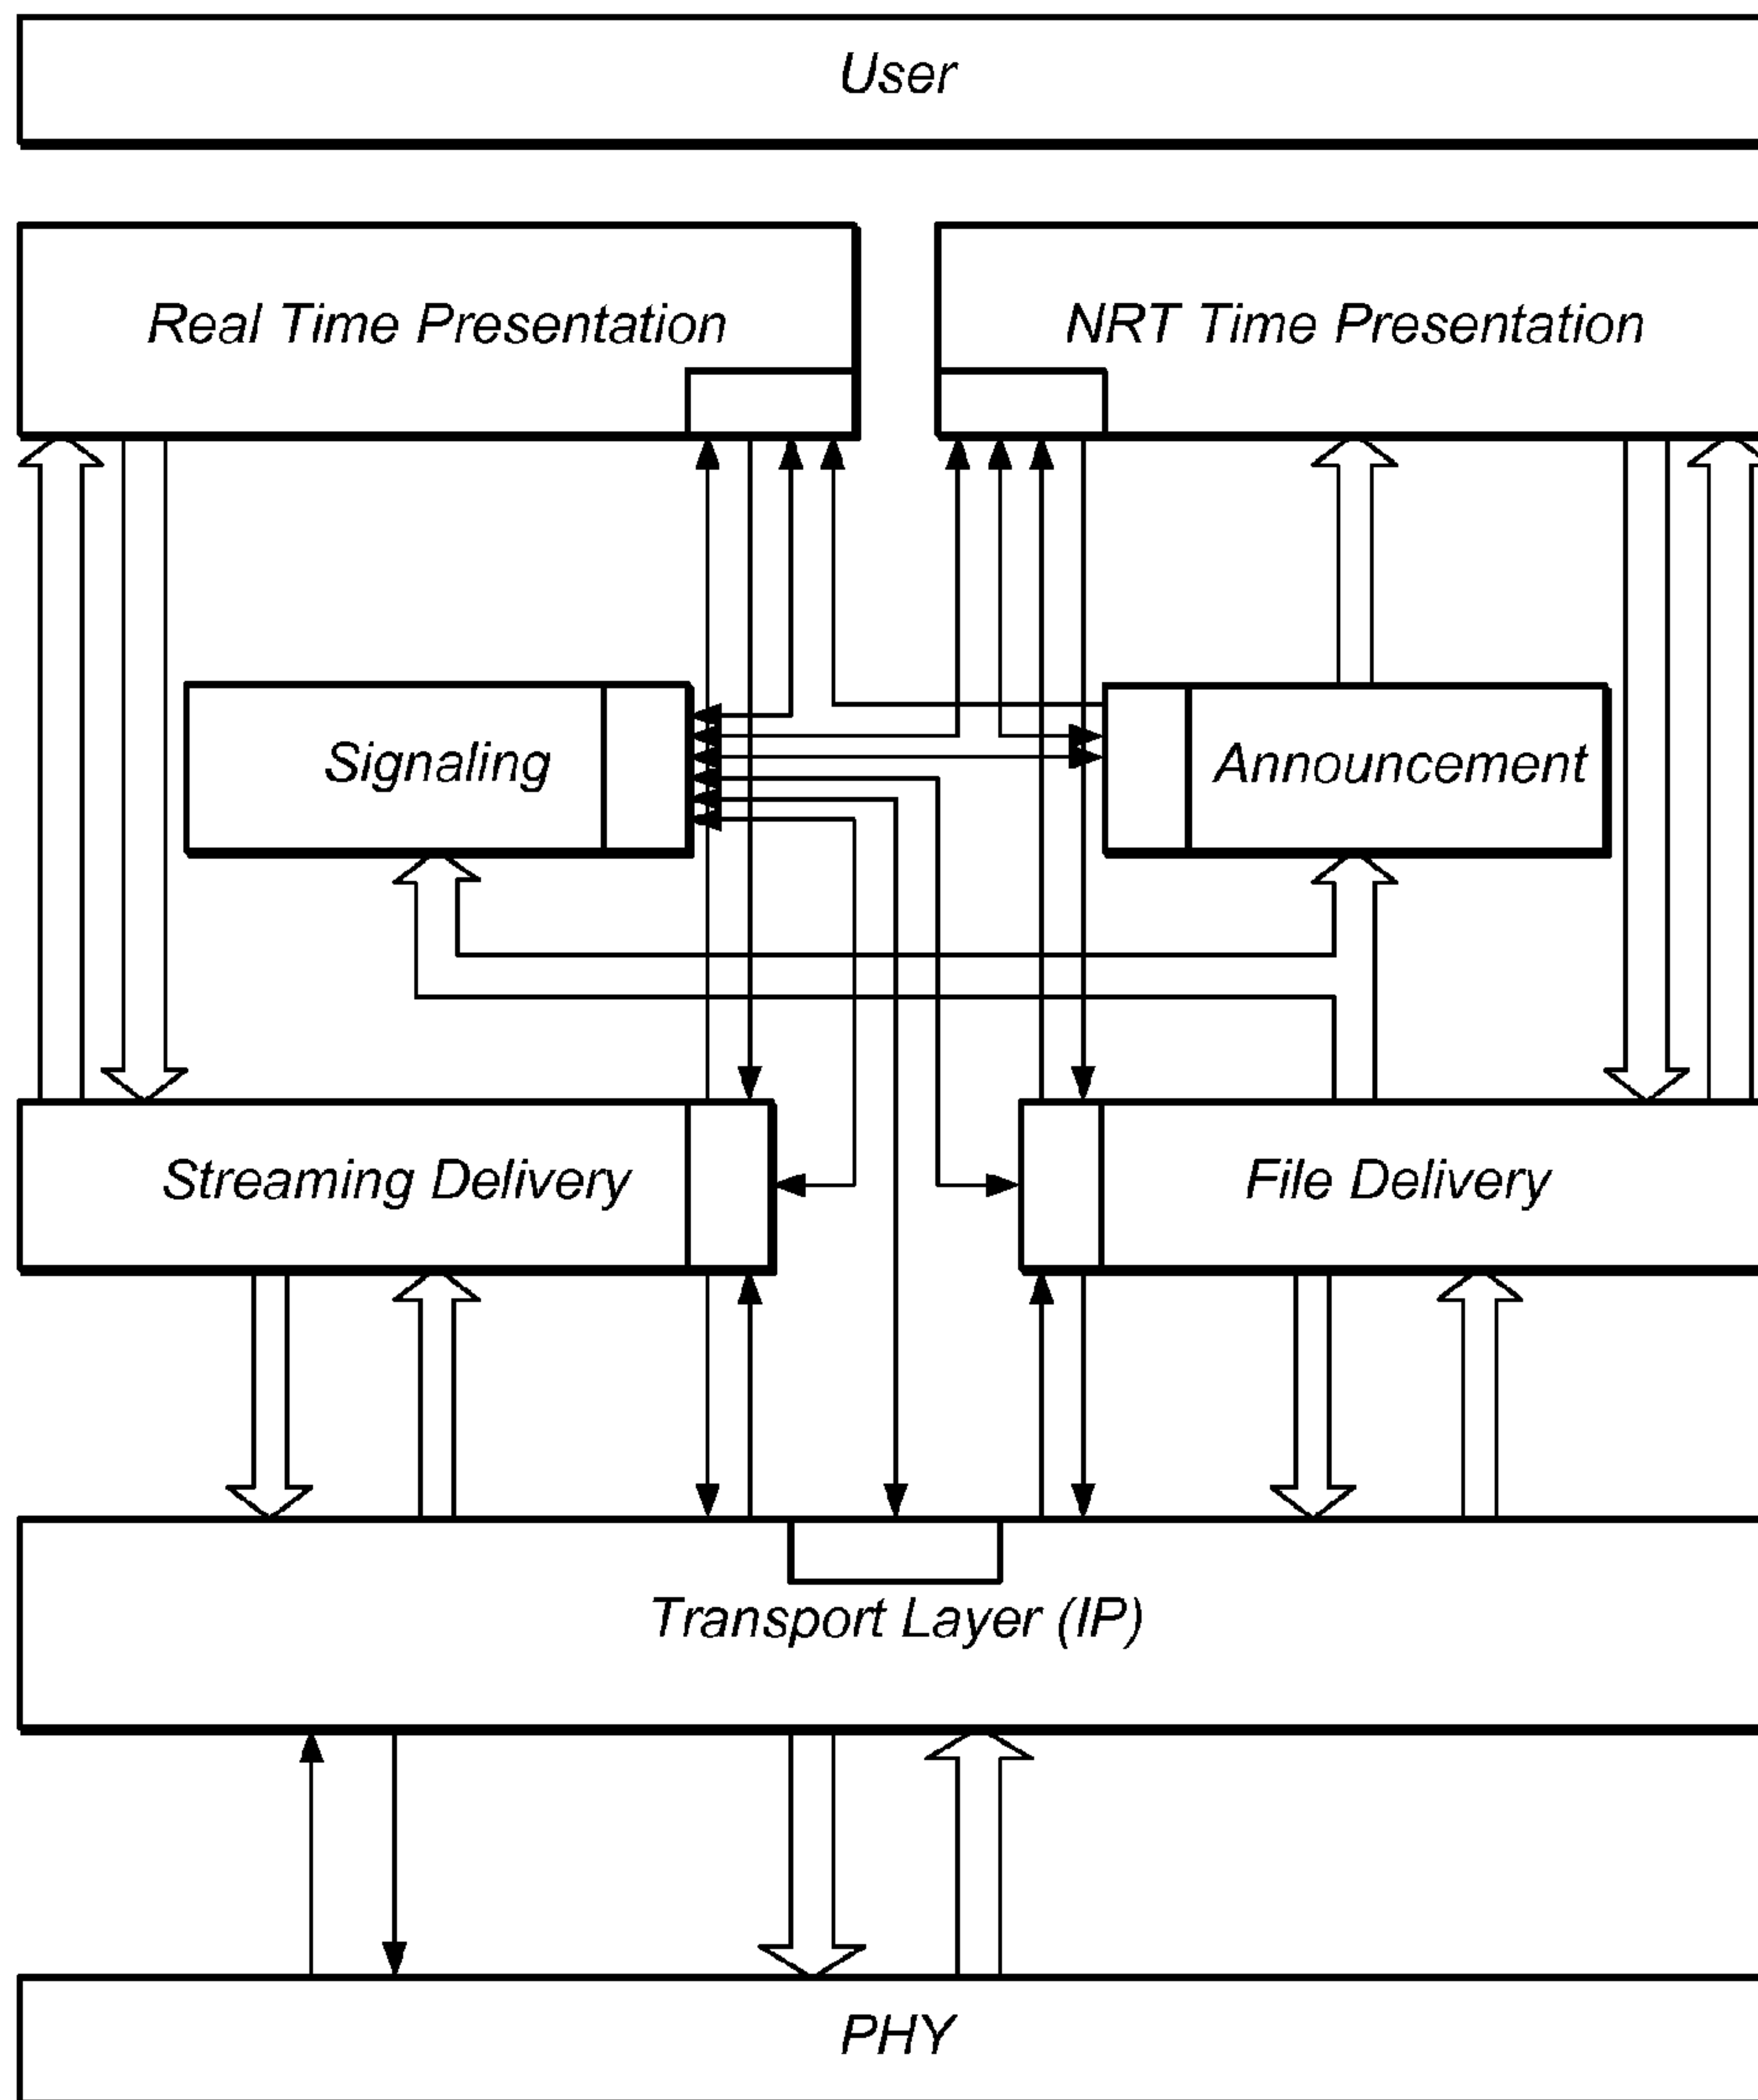 User
Real Time Presentation
NRT Time Presentation
Signaling
Announcement
Streaming Delivery
File Delivery
Transport Layer (IP)
PHY